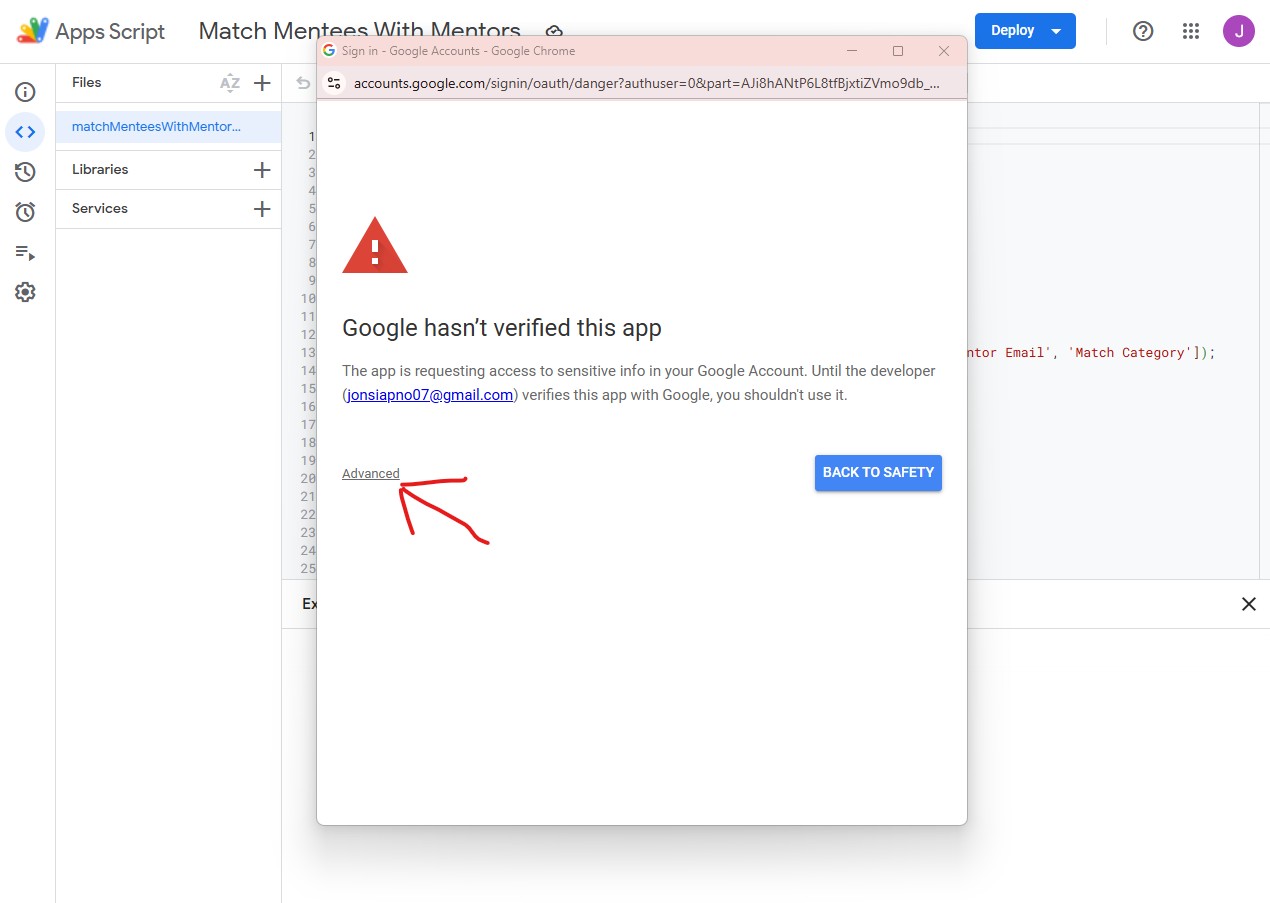 Apps Script
Match Mentees With Mentors
Deploy
J
Sign in - Google Accounts - Google Chrome
accounts.google.com/signin/oauth/danger?authuser=0&part=AJi8hANtP6L8tfBjxtiZVmo9db_...
Files
AZ
matchMenteesWithMentor...
Libraries
Services
1
2
3
4
5
6
7
8
9
10
11
12
13
ntor Email', 'Match Category']);
14
15
16
17
18
19
20
21
22
23
24
25
Google hasn't verified this app
The app is requesting access to sensitive info in your Google Account. Until the developer
(jonsiapno07@gmail.com) verifies this app with Google, you shouldn't use it.
Advanced
BACK TO SAFETY
Ex